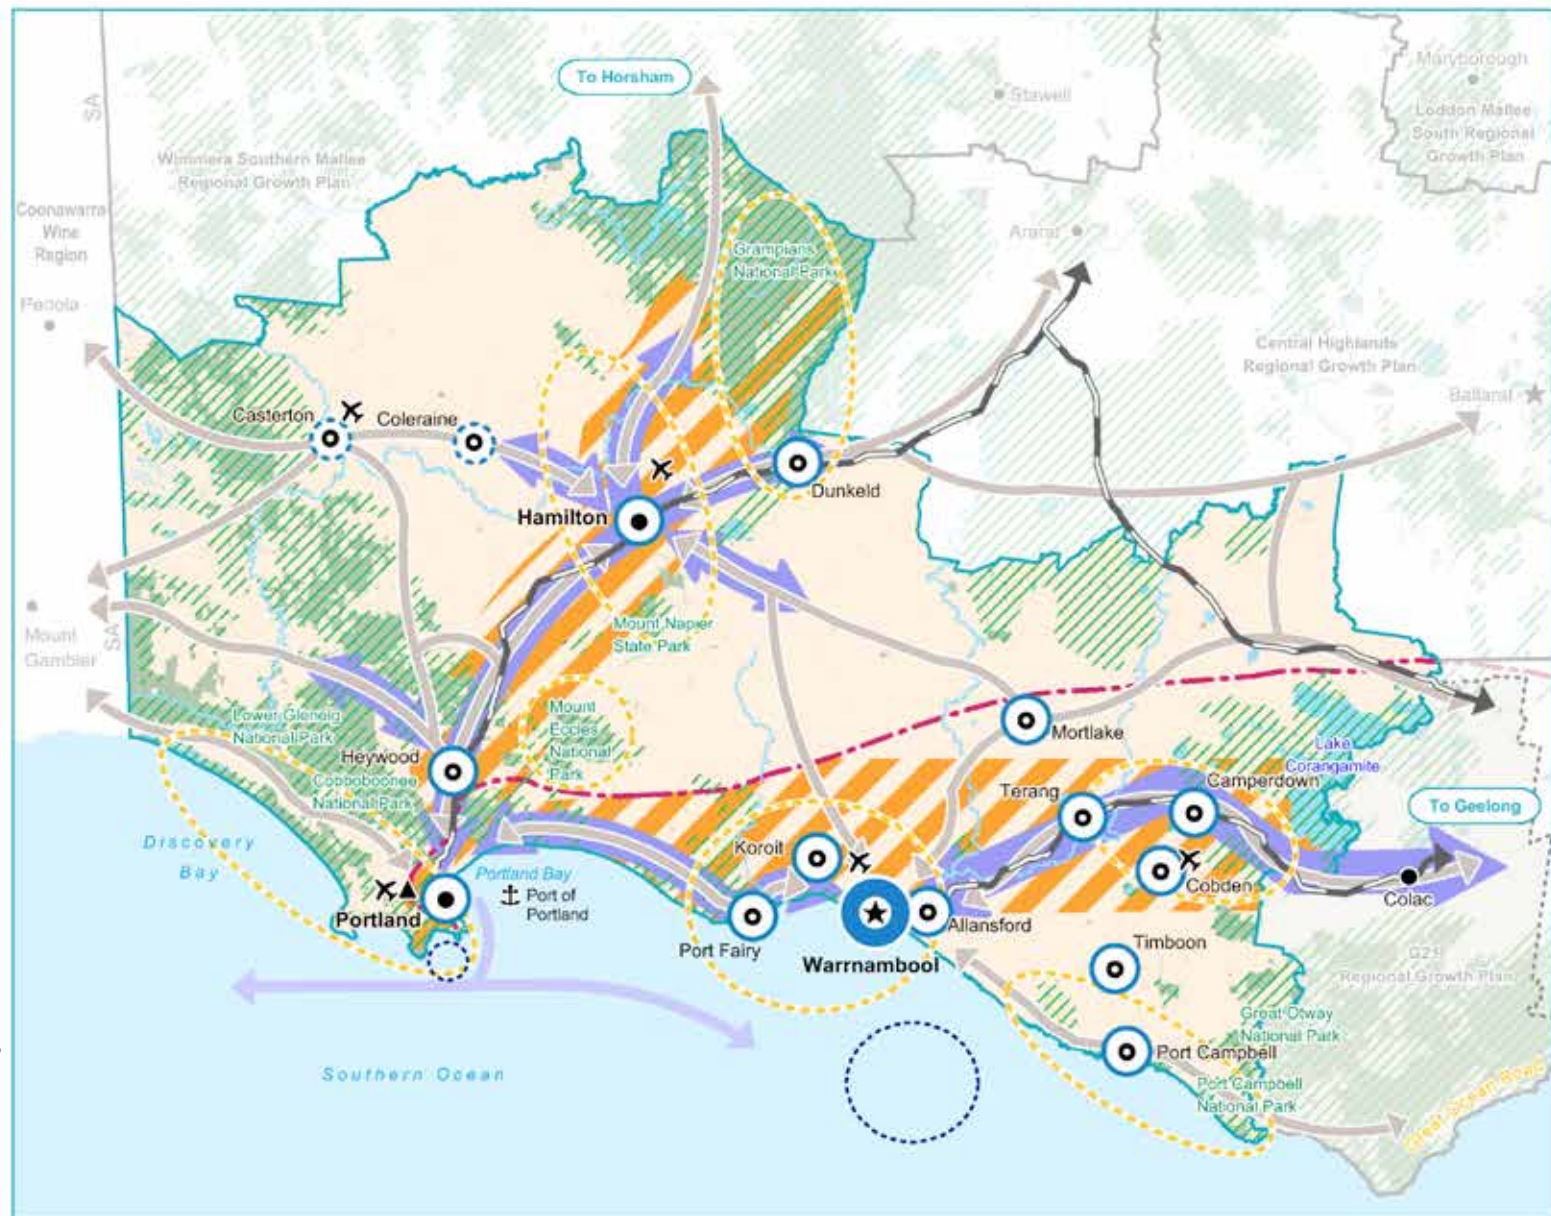 To Horsham
Maryborough
Stawell
Loddon Mallee
South Regional
Growth Plan
SA
Wimmera Southern Mallee
Regional Growth Plan
Coonawarra
Wine
Region
Ararat
Grampians
National Park
Penola
Central Highlands
Regional Growth Plan
Ballarat
Casterton
Coleraine
Dunkeld
Hamilton
Mount Napier
State Park
Mount
Gambier
SA
Lower Glenelg
National Park
Mount
Eccles
National
Park
Mortlake
Lake
Corangamite
Heywood
Cobboboonee
National Park
Camperdown
Terang
To Geelong
Discovery
Bay
Koroit
Portland Bay
Port of
Portland
Cobden
Colac
Portland
Port Fairy
Allansford
Warrnambool
Timboon
G21
Regional Growth Plan
Great Otway
National Park
Port Campbell
Southern Ocean
Port Campbell
National Park
Great Ocean Road